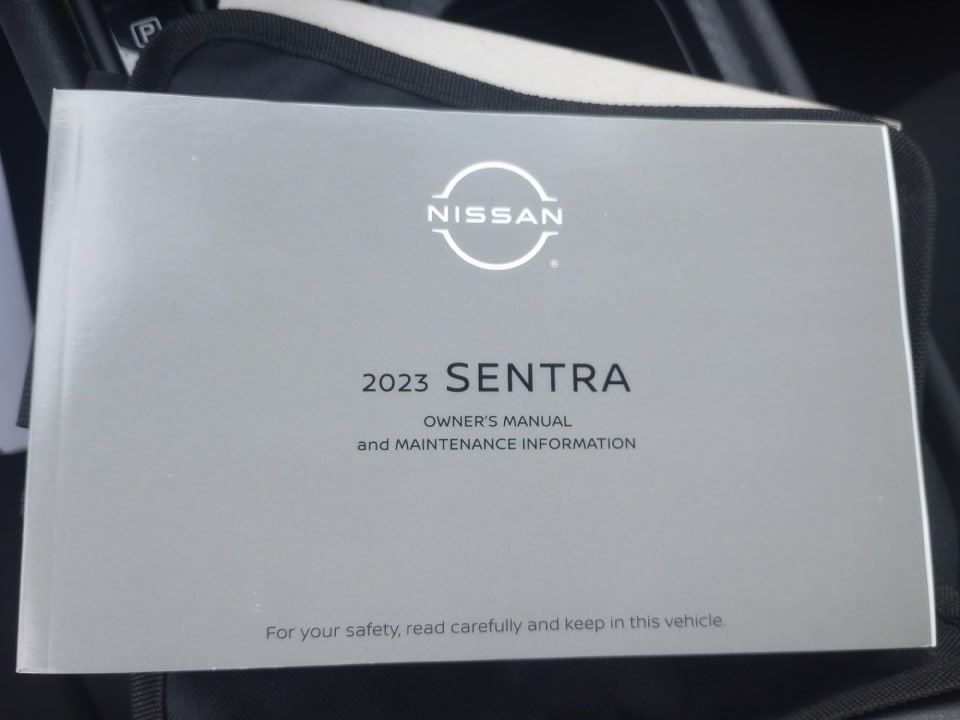 P
NISSAN
®
2023 SENTRA
OWNER'S MANUAL
and MAINTENANCE INFORMATION
For your safety, read carefully and keep in this vehicle.